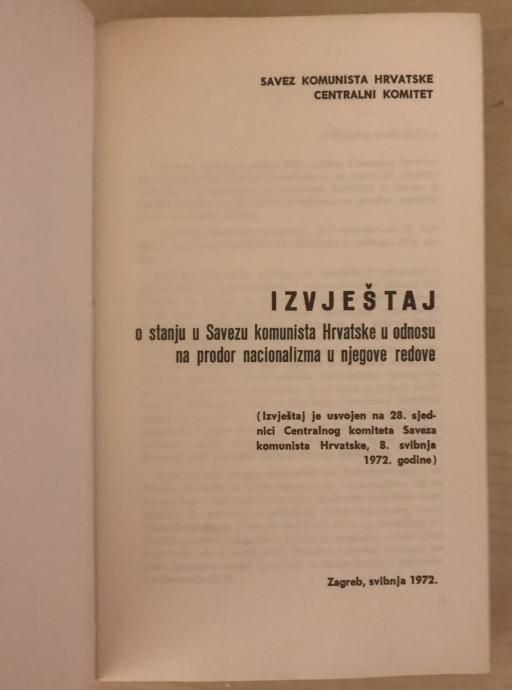 SAVEZ KOMUNISTA HRVATSKE
CENTRALNI KOMITET
IZVJEŠTAJ
o stanju u Savezu komunista Hrvatske u odnosu
na prodor nacionalizma u njegove redove
(Izvještaj je usvojen na 28. sjed-
nici Centralnog komiteta Saveza
komunista Hrvatske, 8. svibnja
1972. godine)
Zagreb, svibnja 1972.